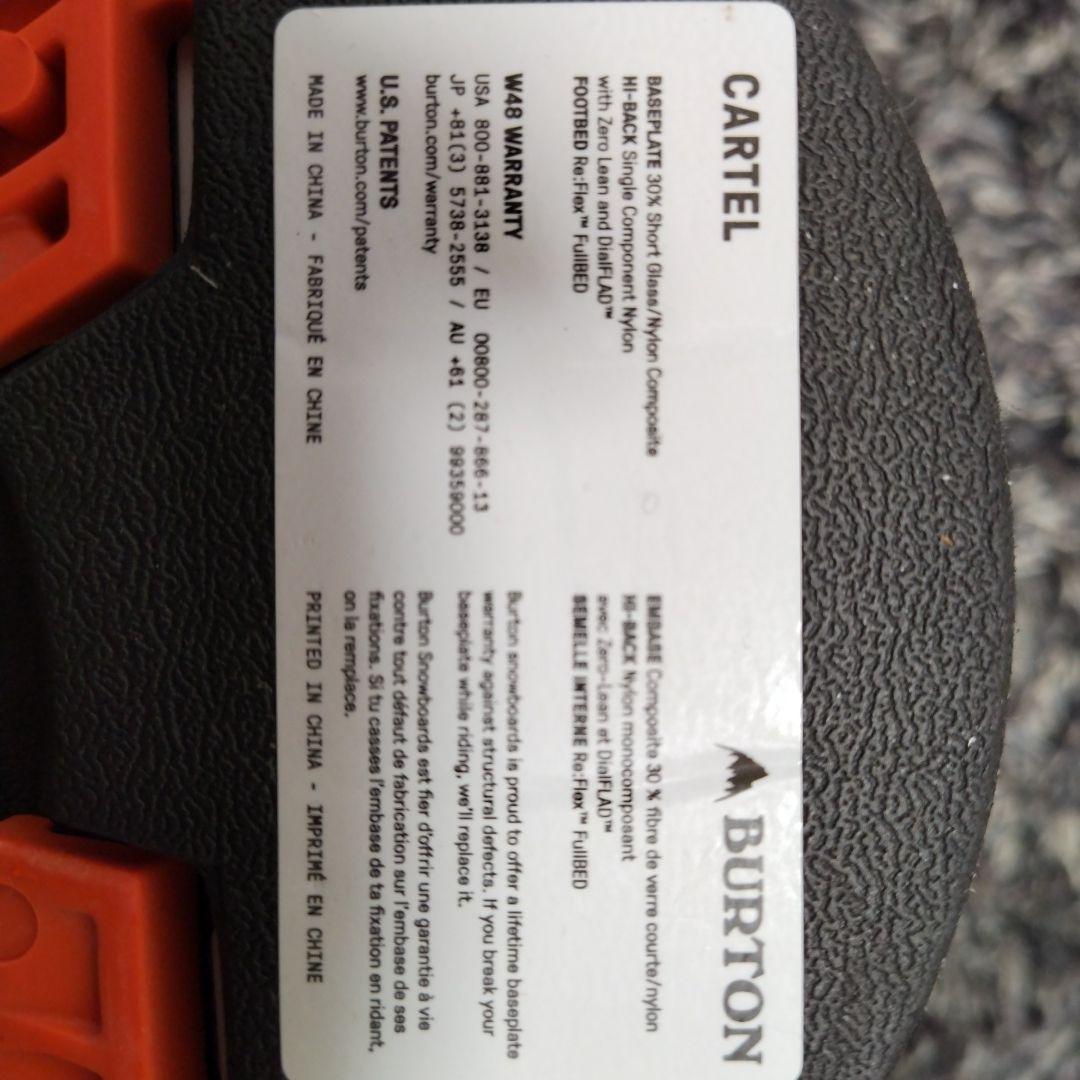 CARTEL
BASEPLATE 30% Short Glass/Nylon Composite
HI-BACK Single Component Nylon
with Zero Lean and DialFLAD™
FOOTBED Re:Flex™ FullBED
W48 WARRANTY
USA 800-881-3138 / EU 00800-287-866-13
JP +81(3) 5738-2555 / AU +61 (2) 99359000
burton.com/warranty
U.S. PATENTS
www.burton.com/patents
MADE IN CHINA - FABRIQUÉ EN CHINE
BURTON
EMBASE Composite 30 % fibre de verre courte/nylon
HI-BACK Nylon monocomposant
avec Zero-Lean et DialFLAD™
SEMELLE INTERNE Re:Flex™ FullBED
Burton snowboards is proud to offer a lifetime baseplate
warranty against structural defects. If you break your
baseplate while riding, we'll replace it.
Burton Snowboards est fier d'offrir une garantie à vie
contre tout défaut de fabrication sur l'embase de ses
fixations. Si tu casses l'embase de ta fixation en ridant,
on la remplace.
PRINTED IN CHINA - IMPRIMÉ EN CHINE